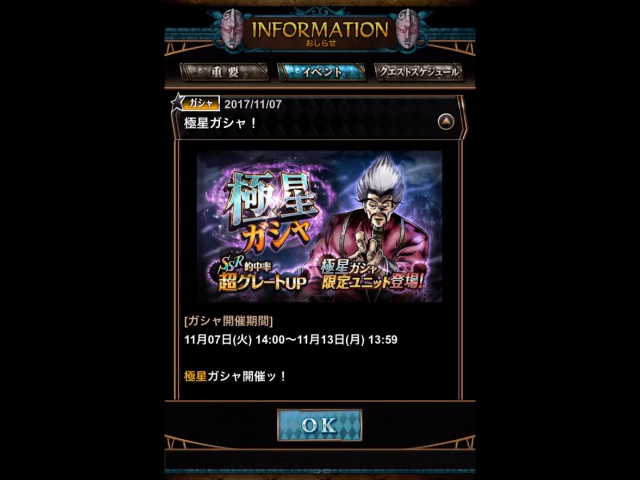 INFORMATION
おしらせ
重要 イベント クエストスケジュール
ガシャ 2017/11/07
極星ガシャ！
極星
ガシャ
SSR的中率
超グレートUP
極星ガシャ
限定ユニット登場!
[ガシャ開催期間]
11月07日(火) 14:00〜11月13日(月) 13:59
極星ガシャ開催ッ！
OK